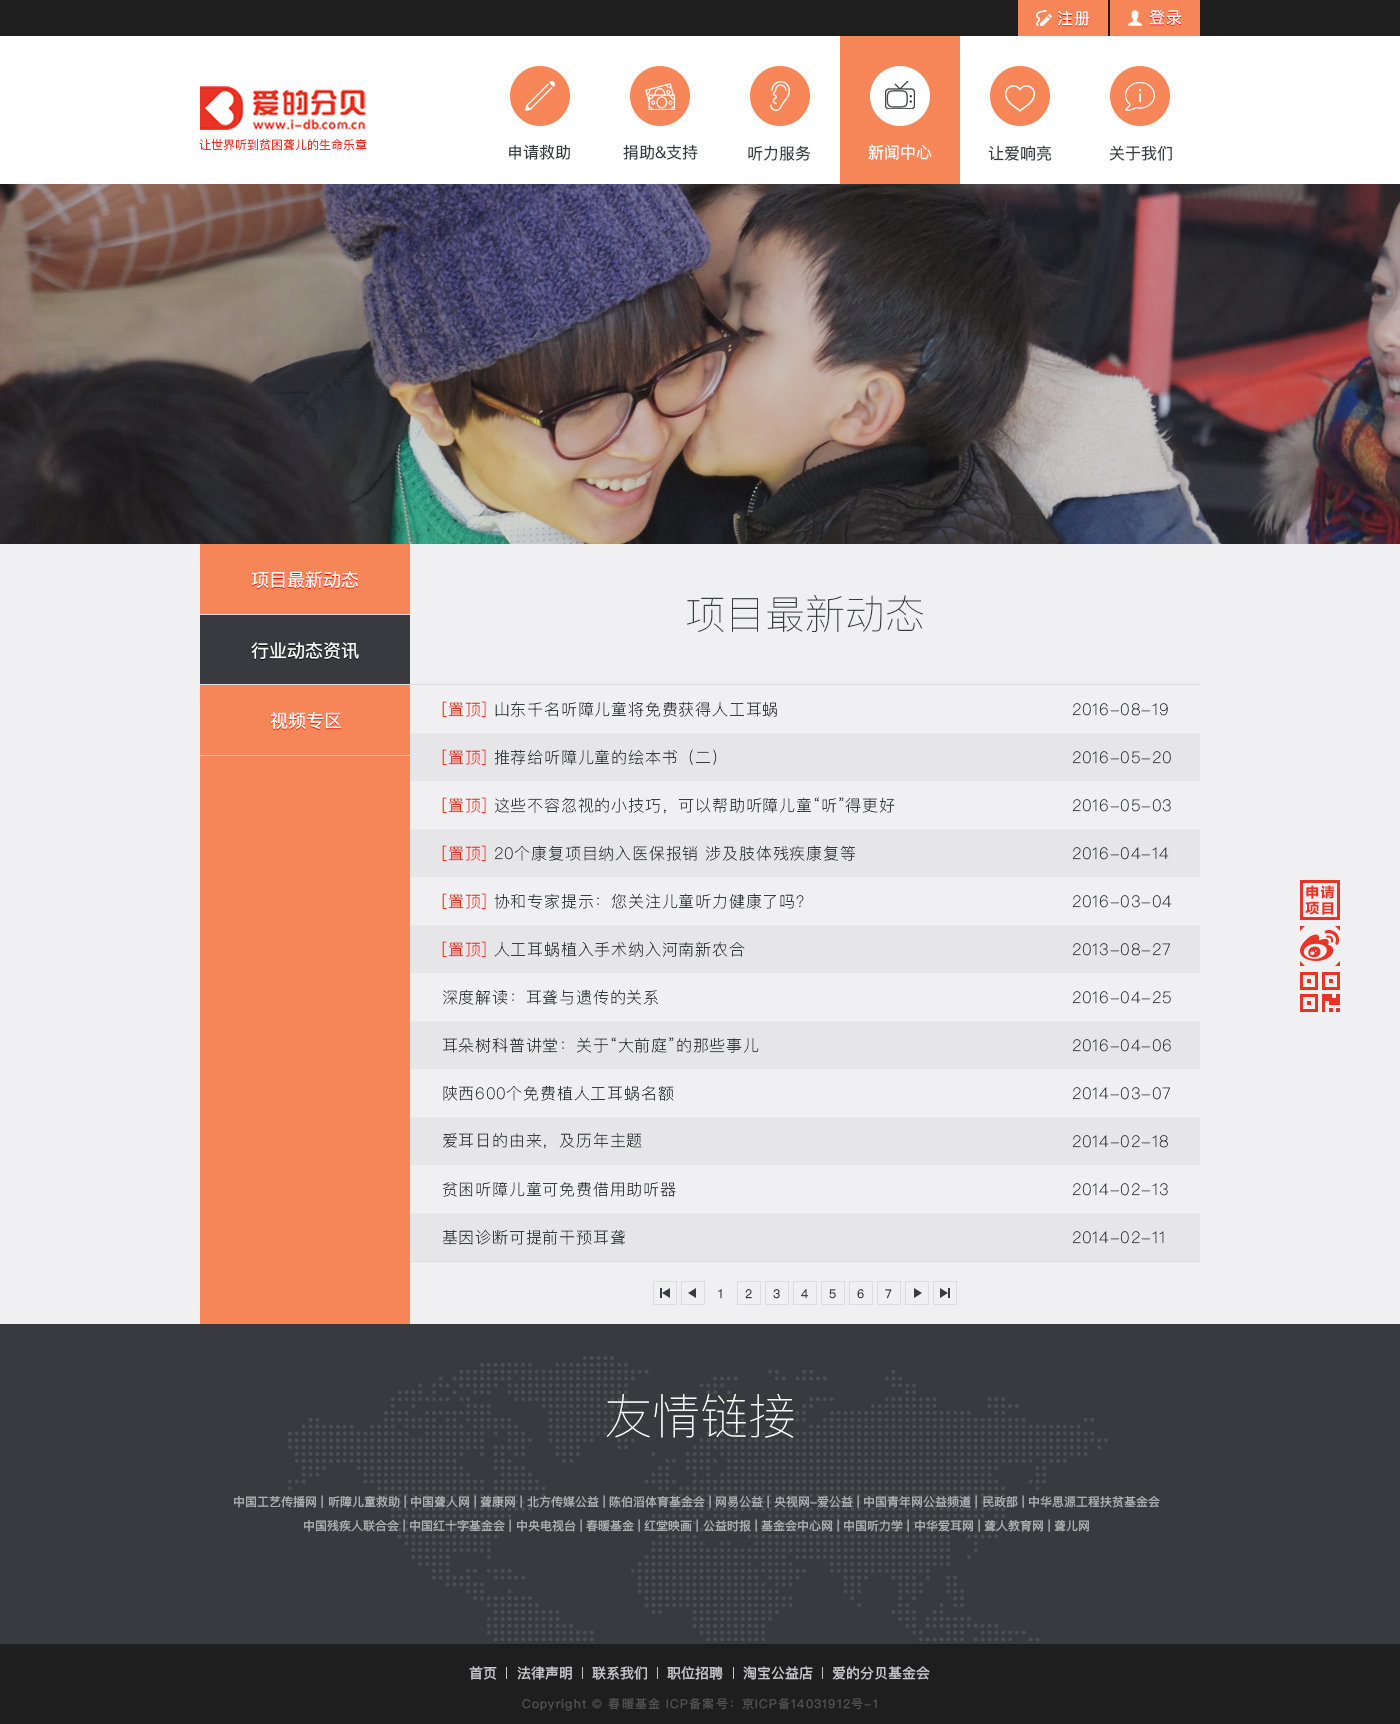 注册 登录
爱的分贝
www.i-db.com.cn
让世界听到贫困聋儿的生命乐章
申请救助 捐助&支持 听力服务 新闻中心 让爱响亮 关于我们
项目最新动态
行业动态资讯
视频专区
项目最新动态
[置顶] 山东千名听障儿童将免费获得人工耳蜗 2016-08-19
[置顶] 推荐给听障儿童的绘本书（二） 2016-05-20
[置顶] 这些不容忽视的小技巧，可以帮助听障儿童“听”得更好 2016-05-03
[置顶] 20个康复项目纳入医保报销 涉及肢体残疾康复等 2016-04-14
[置顶] 协和专家提示：您关注儿童听力健康了吗？ 2016-03-04
[置顶] 人工耳蜗植入手术纳入河南新农合 2013-08-27
深度解读：耳聋与遗传的关系 2016-04-25
耳朵树科普讲堂：关于“大前庭”的那些事儿 2016-04-06
陕西600个免费植人工耳蜗名额 2014-03-07
爱耳日的由来，及历年主题 2014-02-18
贫困听障儿童可免费借用助听器 2014-02-13
基因诊断可提前干预耳聋 2014-02-11
1 2 3 4 5 6 7
申请
项目
友情链接
中国工艺传播网 | 听障儿童救助 | 中国聋人网 | 聋康网 | 北方传媒公益 | 陈伯滔体育基金会 | 网易公益 | 央视网-爱公益 | 中国青年网公益频道 | 民政部 | 中华思源工程扶贫基金会
中国残疾人联合会 | 中国红十字基金会 | 中央电视台 | 春暖基金 | 红堂映画 | 公益时报 | 基金会中心网 | 中国听力学 | 中华爱耳网 | 聋人教育网 | 聋儿网
首页 | 法律声明 | 联系我们 | 职位招聘 | 淘宝公益店 | 爱的分贝基金会
Copyright © 春暖基金 ICP备案号：京ICP备14031912号-1